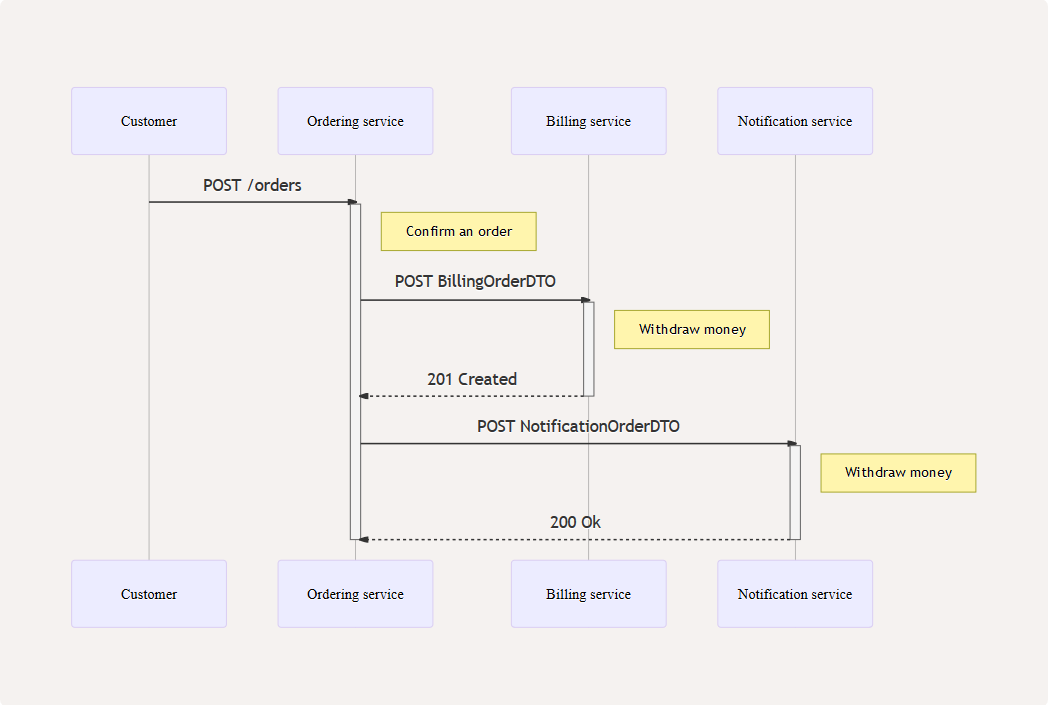 Customer
Ordering service
Billing service
Notification service
POST /orders
Confirm an order
POST BillingOrderDTO
Withdraw money
201 Created
POST NotificationOrderDTO
Withdraw money
200 Ok
Customer
Ordering service
Billing service
Notification service